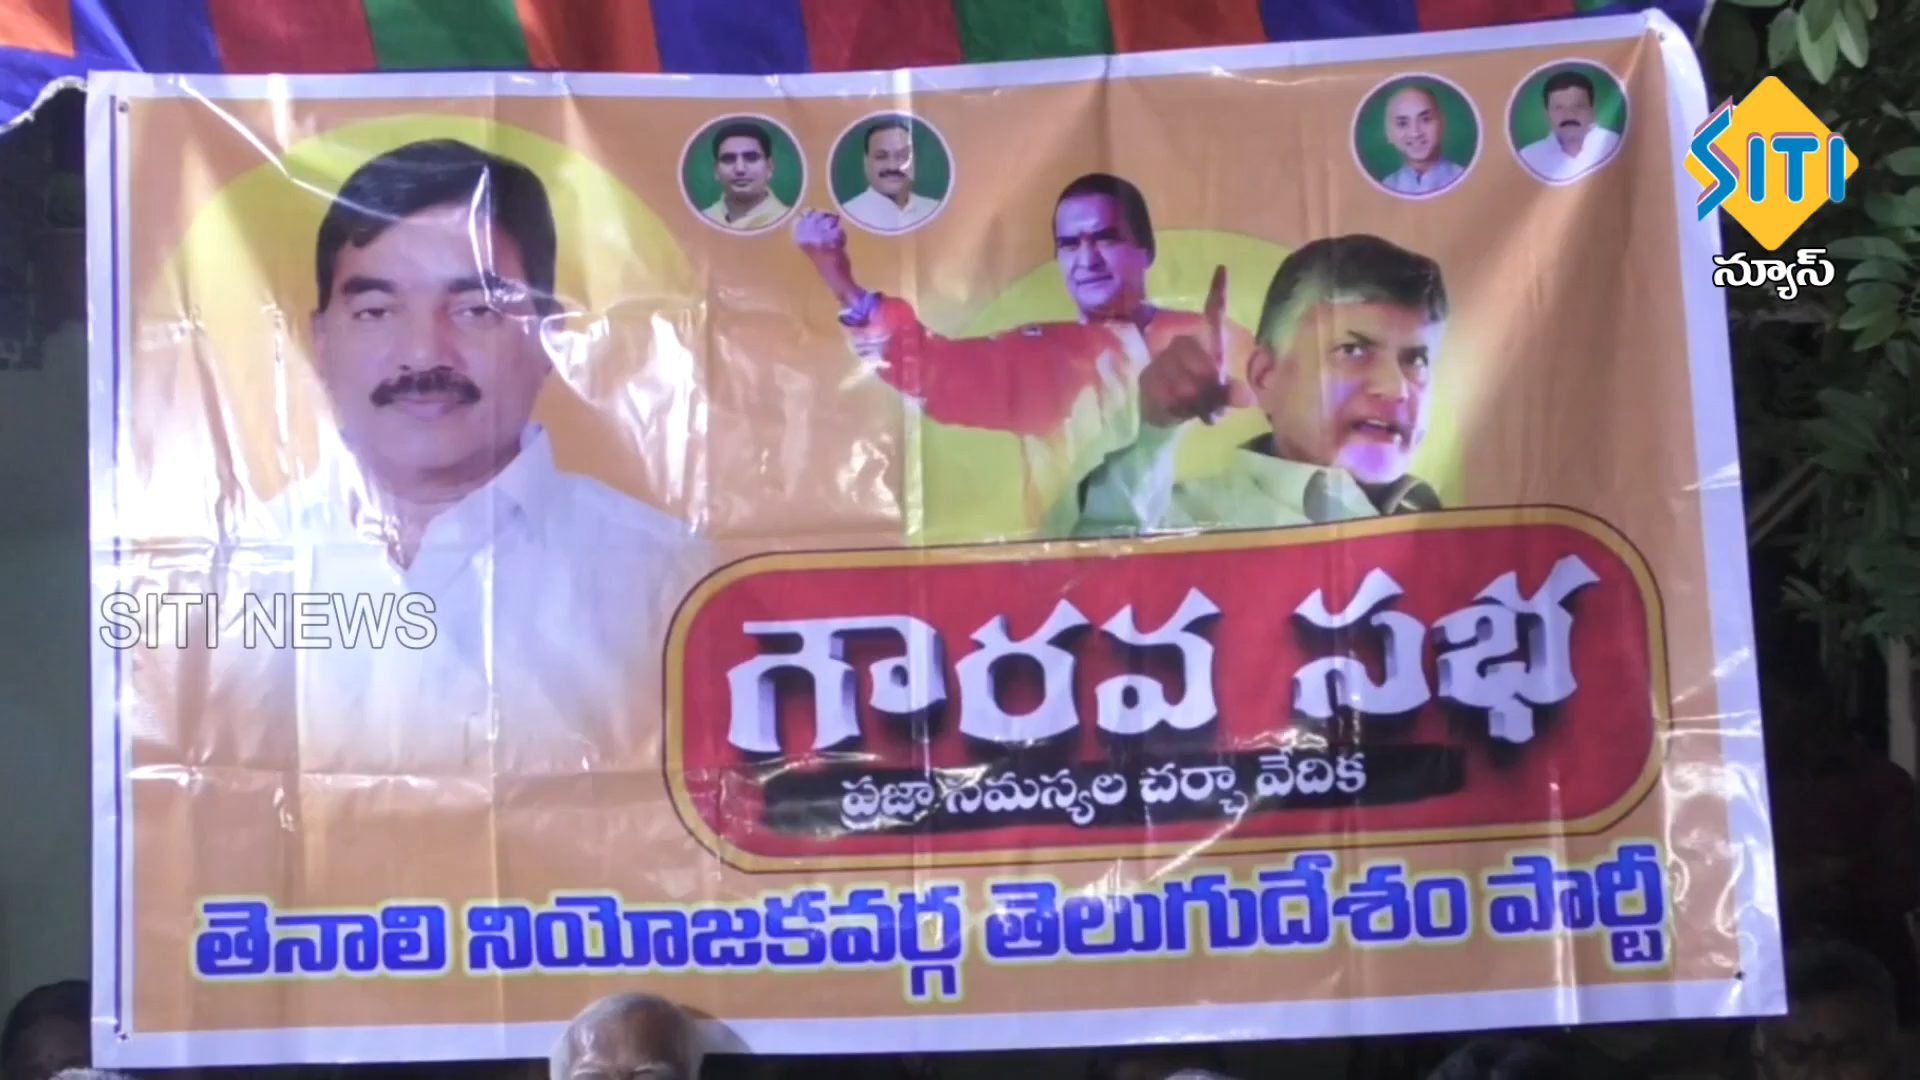 SITI
న్యూస్
SITI NEWS
గౌరవ సభ
ప్రజా సమస్యల చర్చా వేదిక
తెనాలి నియోజకవర్గ తెలుగుదేశం పార్టీ